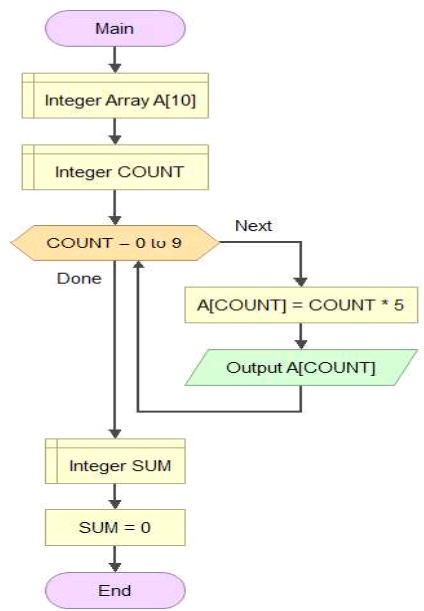 Main
Integer Array A[10]
Integer COUNT
COUNT = 0 to 9
Next
Done
A[COUNT] = COUNT * 5
Output A[COUNT]
Integer SUM
SUM = 0
End